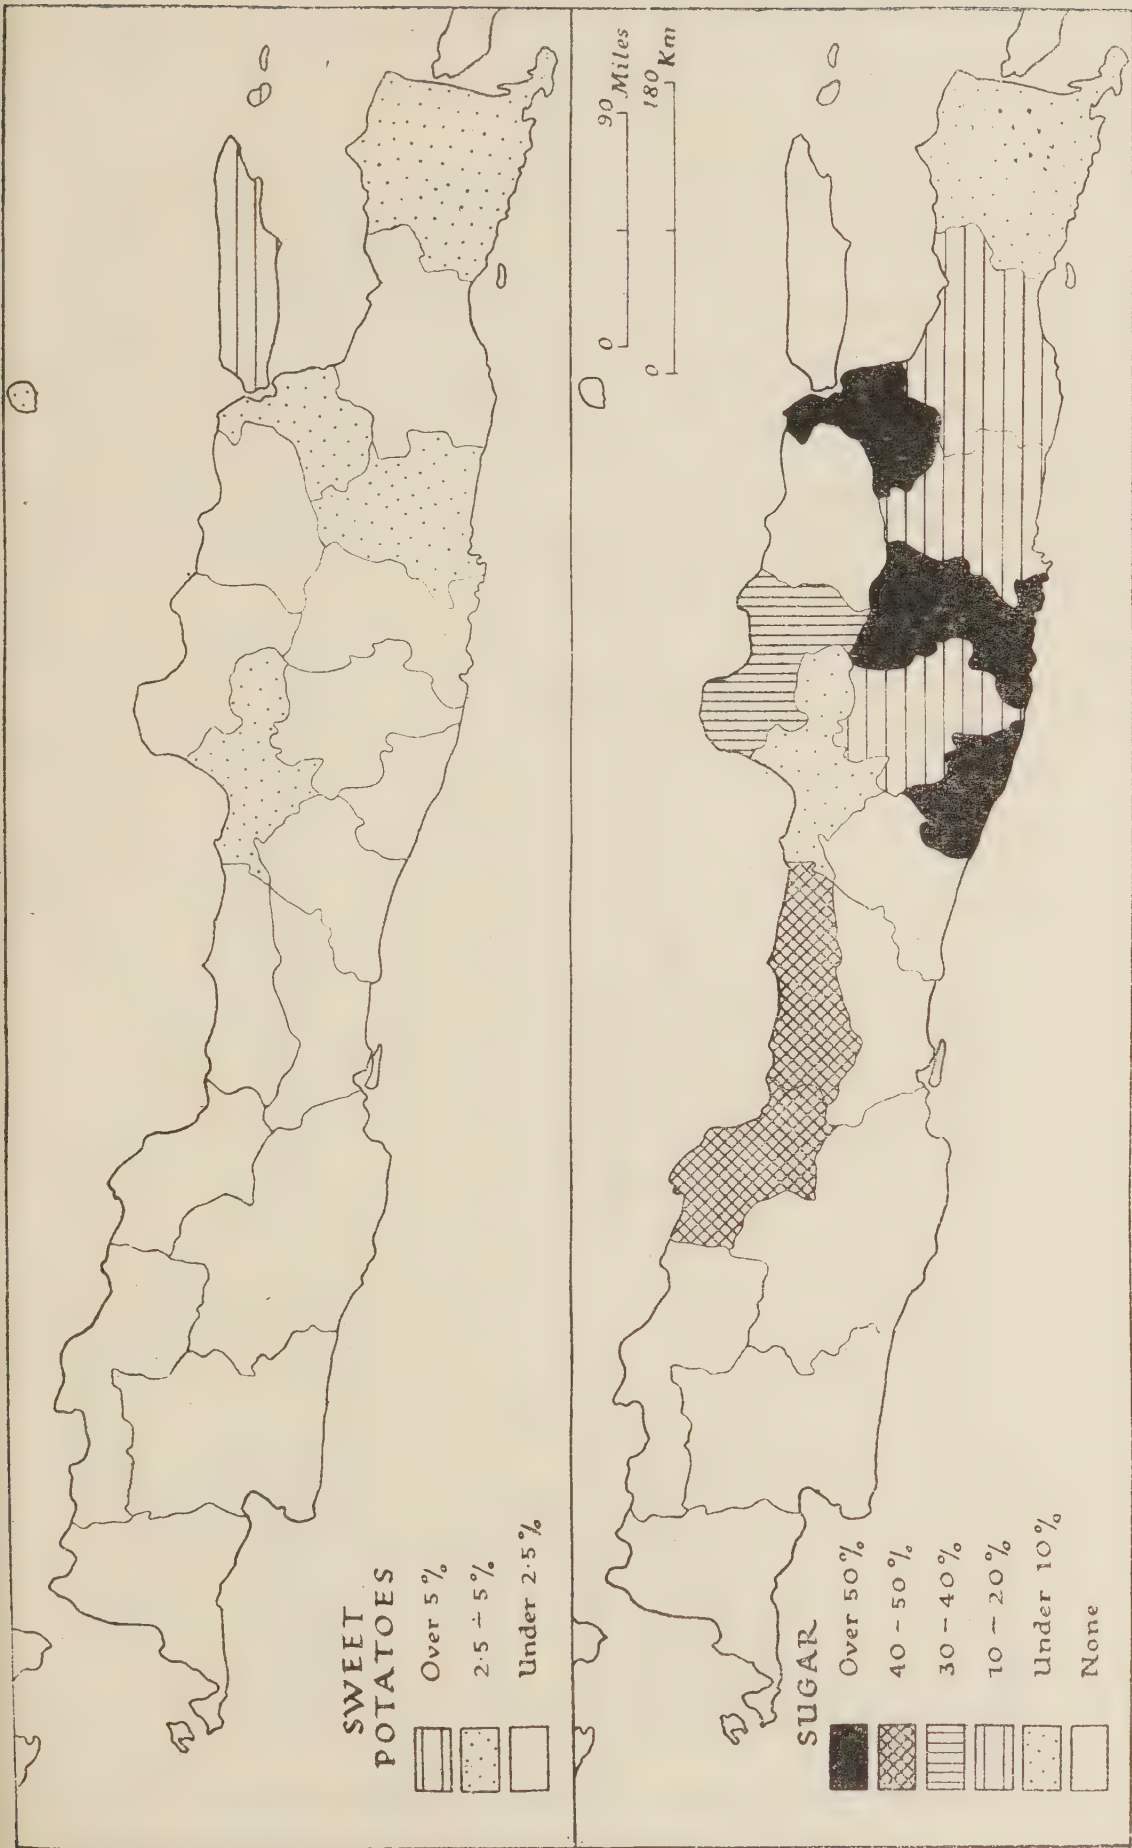 SWEET
POTATOES
Over 5%
2·5 ÷ 5%
Under 2·5%
0 90 Miles
0 180 Km
SUGAR
Over 50%
40 – 50%
30 – 40%
10 – 20%
Under 10%
None